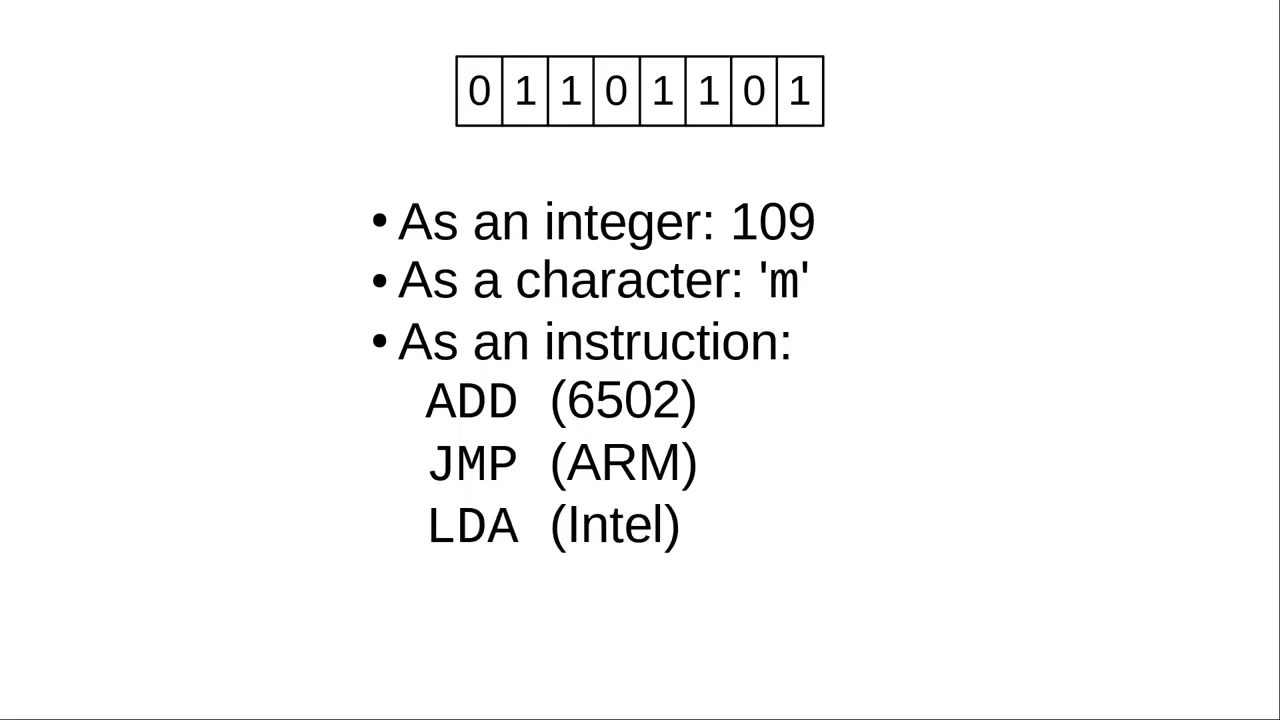 0 1 1 0 1 1 0 1
• As an integer: 109
• As a character: 'm'
• As an instruction:
ADD (6502)
JMP (ARM)
LDA (Intel)